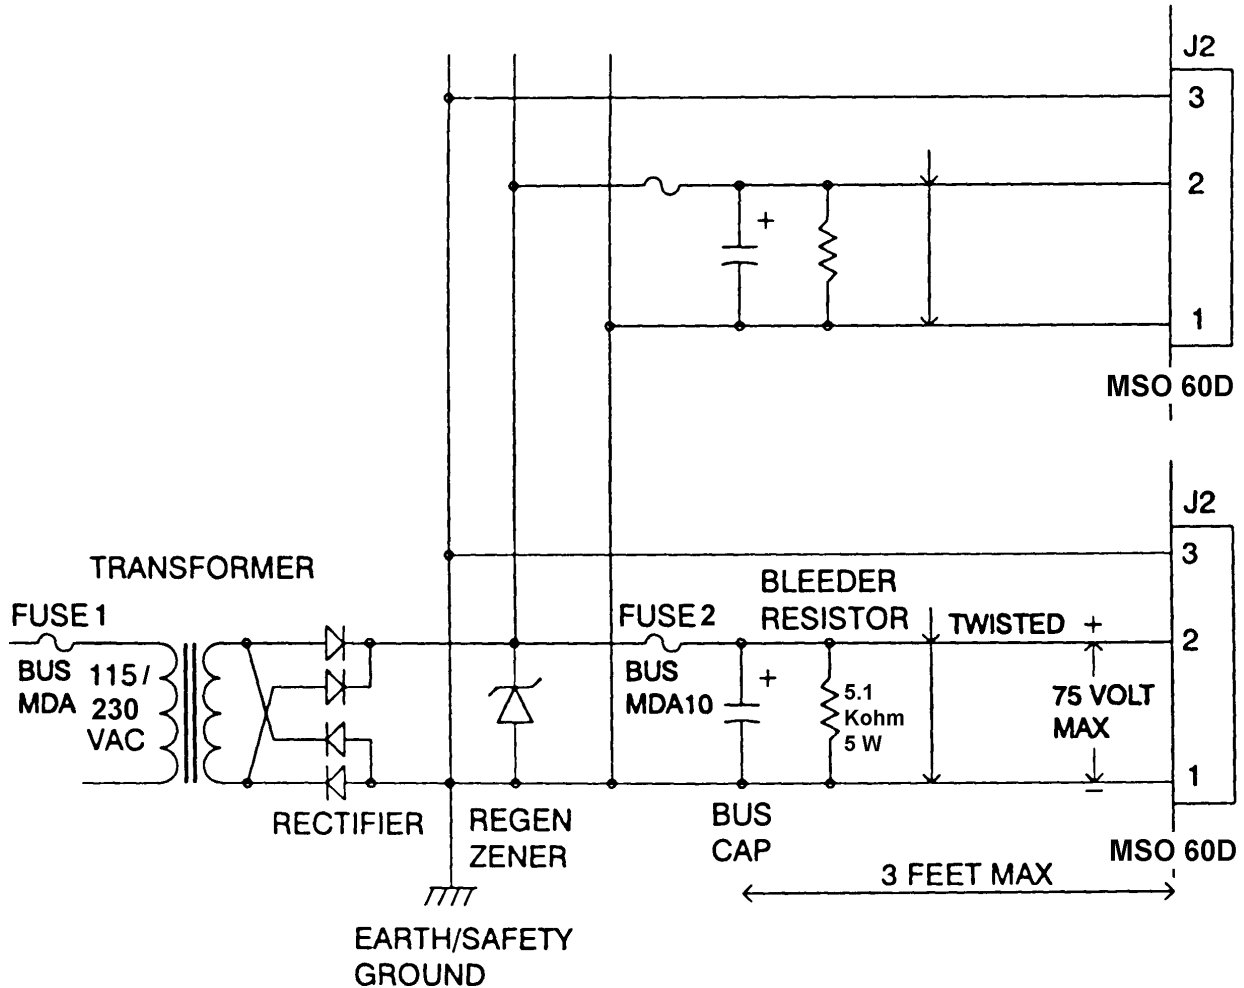 J2
3
2
+
1
MSO 60D
J2
3
TRANSFORMER
BLEEDER
RESISTOR
FUSE 1
FUSE 2
TWISTED +
2
BUS
MDA
115 /
230
VAC
BUS
MDA10
+
5.1
Kohm
5 W
75 VOLT
MAX
1
–
RECTIFIER
REGEN
ZENER
BUS
CAP
MSO 60D
3 FEET MAX
EARTH/SAFETY
GROUND